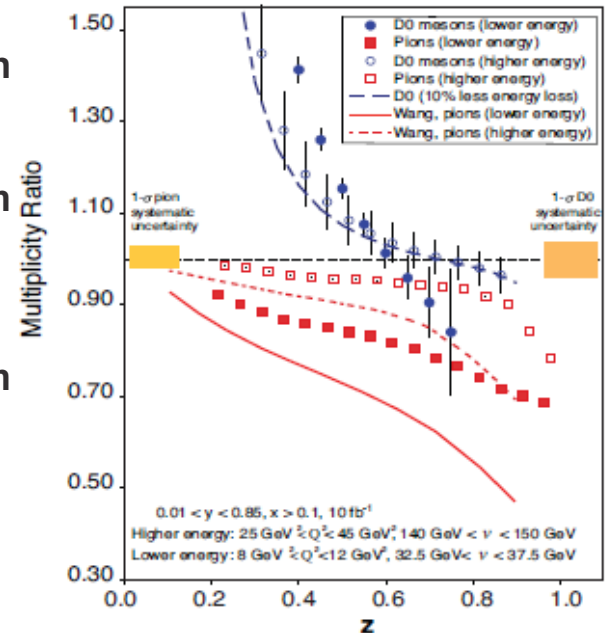 n
n
n
Multiplicity Ratio
1.50
1.30
1.10
0.90
0.70
0.50
0.30
D0 mesons (lower energy)
Pions (lower energy)
D0 mesons (higher energy)
Pions (higher energy)
D0 (10% less energy loss)
Wang, pions (lower energy)
Wang, pions (higher energy)
1-σ pion
systematic
uncertainty
1-σ D0
systematic
uncertainty
0.01 < y < 0.85, x > 0.1, 10 fb⁻¹
Higher energy: 25 GeV²<Q²< 45 GeV², 140 GeV < ν < 150 GeV
Lower energy: 8 GeV²<Q²<12 GeV², 32.5 GeV< ν < 37.5 GeV
0.0 0.2 0.4 0.6 0.8 1.0
z